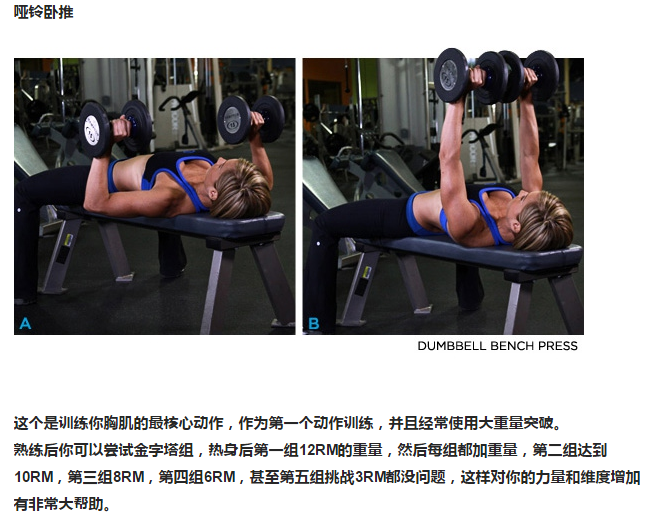 哑铃卧推
A
B
DUMBBELL BENCH PRESS
这个是训练你胸肌的最核心动作，作为第一个动作训练，并且经常使用大重量突破。
熟练后你可以尝试金字塔组，热身后第一组12RM的重量，然后每组都加重量，第二组达到
10RM，第三组8RM，第四组6RM，甚至第五组挑战3RM都没问题，这样对你的力量和维度增加
有非常大帮助。